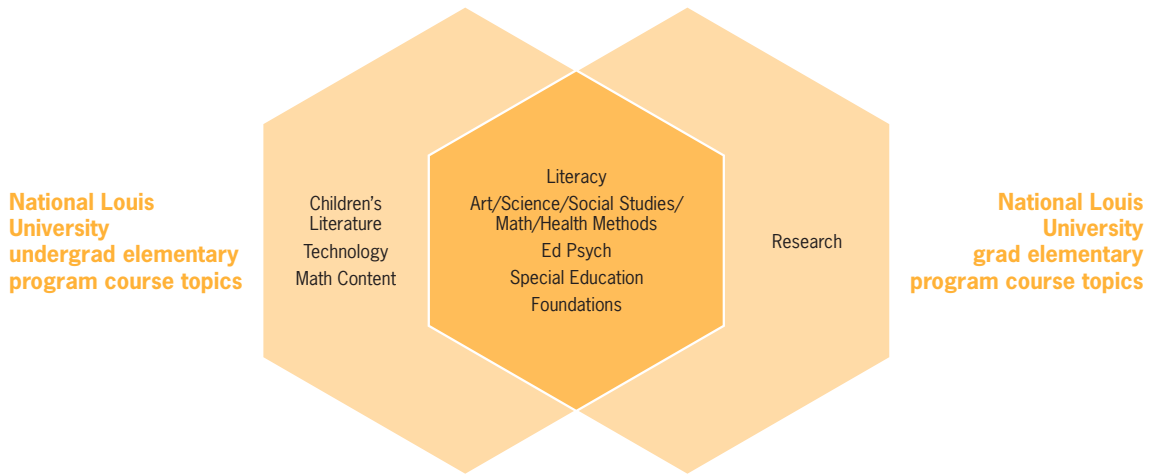 National Louis
University
undergrad elementary
program course topics
Children's
Literature
Technology
Math Content
Literacy
Art/Science/Social Studies/
Math/Health Methods
Ed Psych
Special Education
Foundations
Research
National Louis
University
grad elementary
program course topics